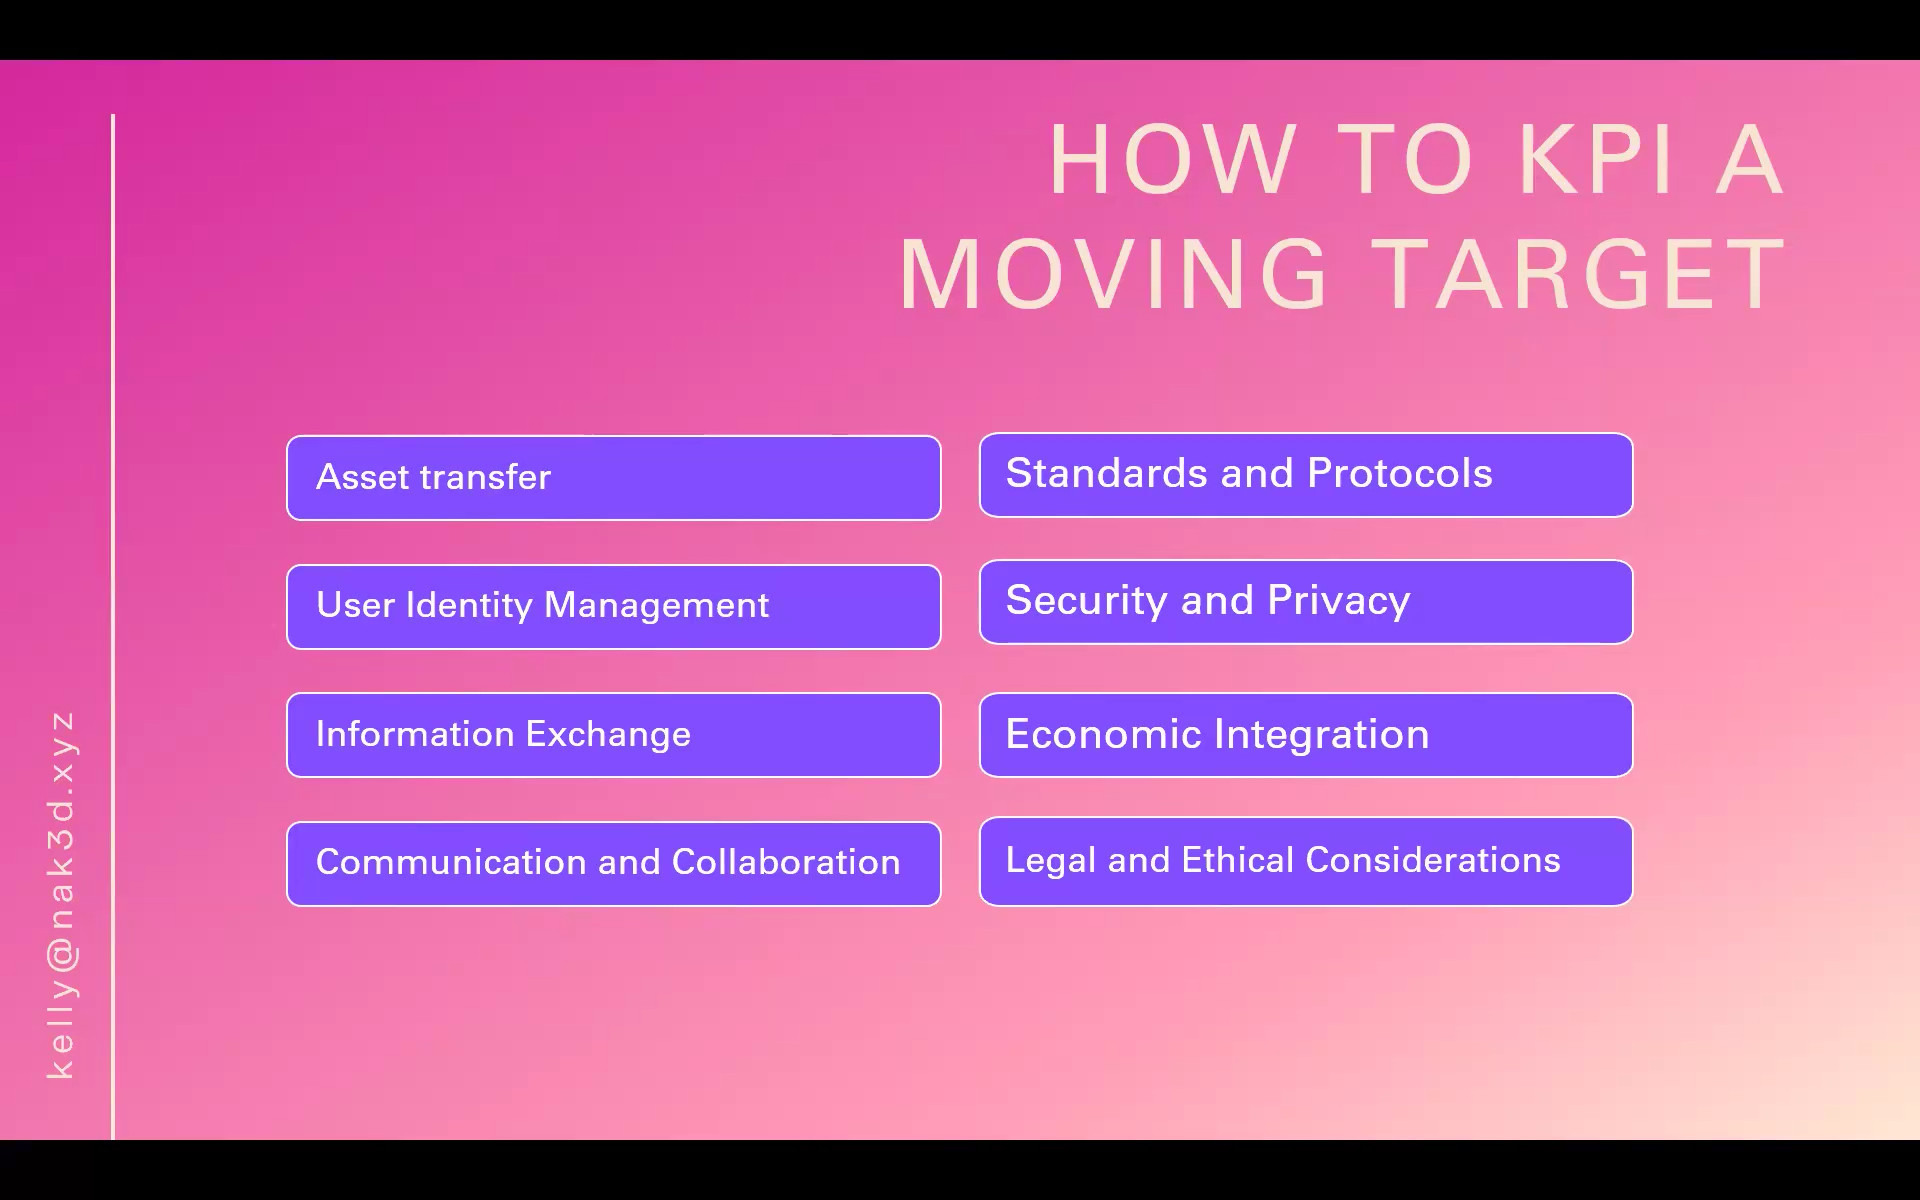 HOW TO KPI A
MOVING TARGET
Asset transfer
User Identity Management
Information Exchange
Communication and Collaboration
Standards and Protocols
Security and Privacy
Economic Integration
Legal and Ethical Considerations
kelly@nak3d.xyz